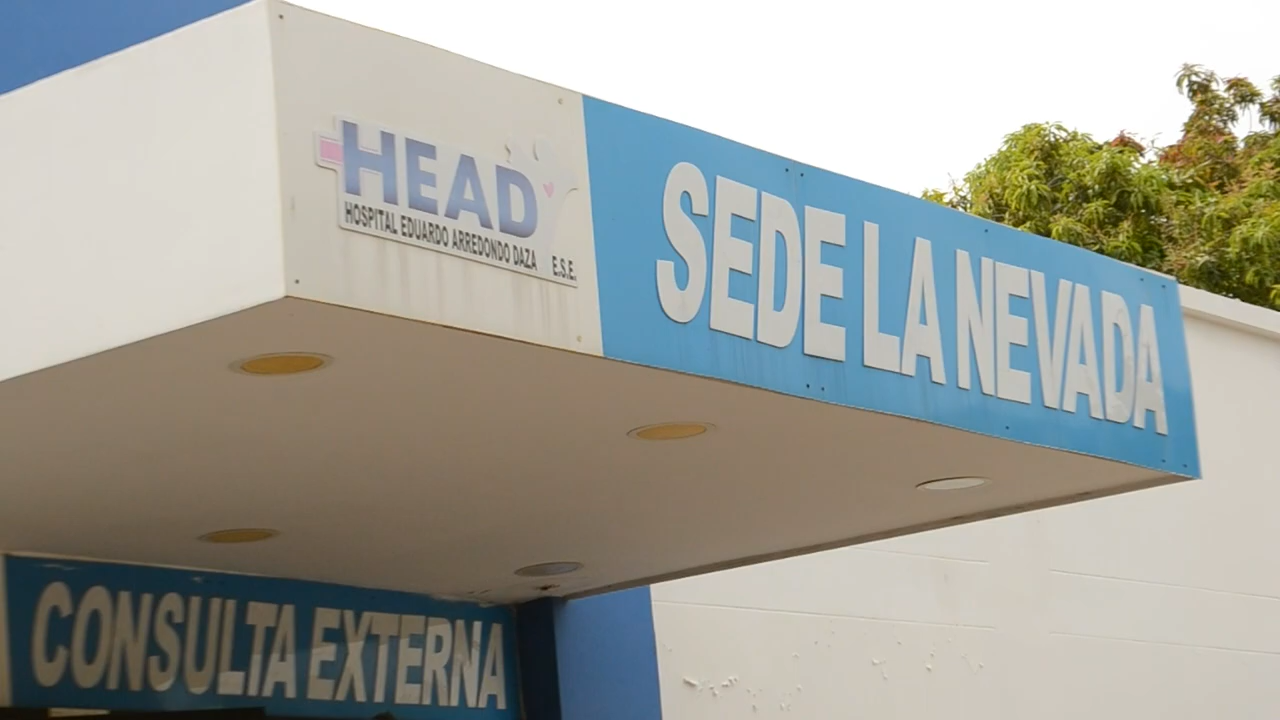 HEAD
HOSPITAL EDUARDO ARREDONDO DAZA E.S.E.
SEDE LA NEVADA
CONSULTA EXTERNA